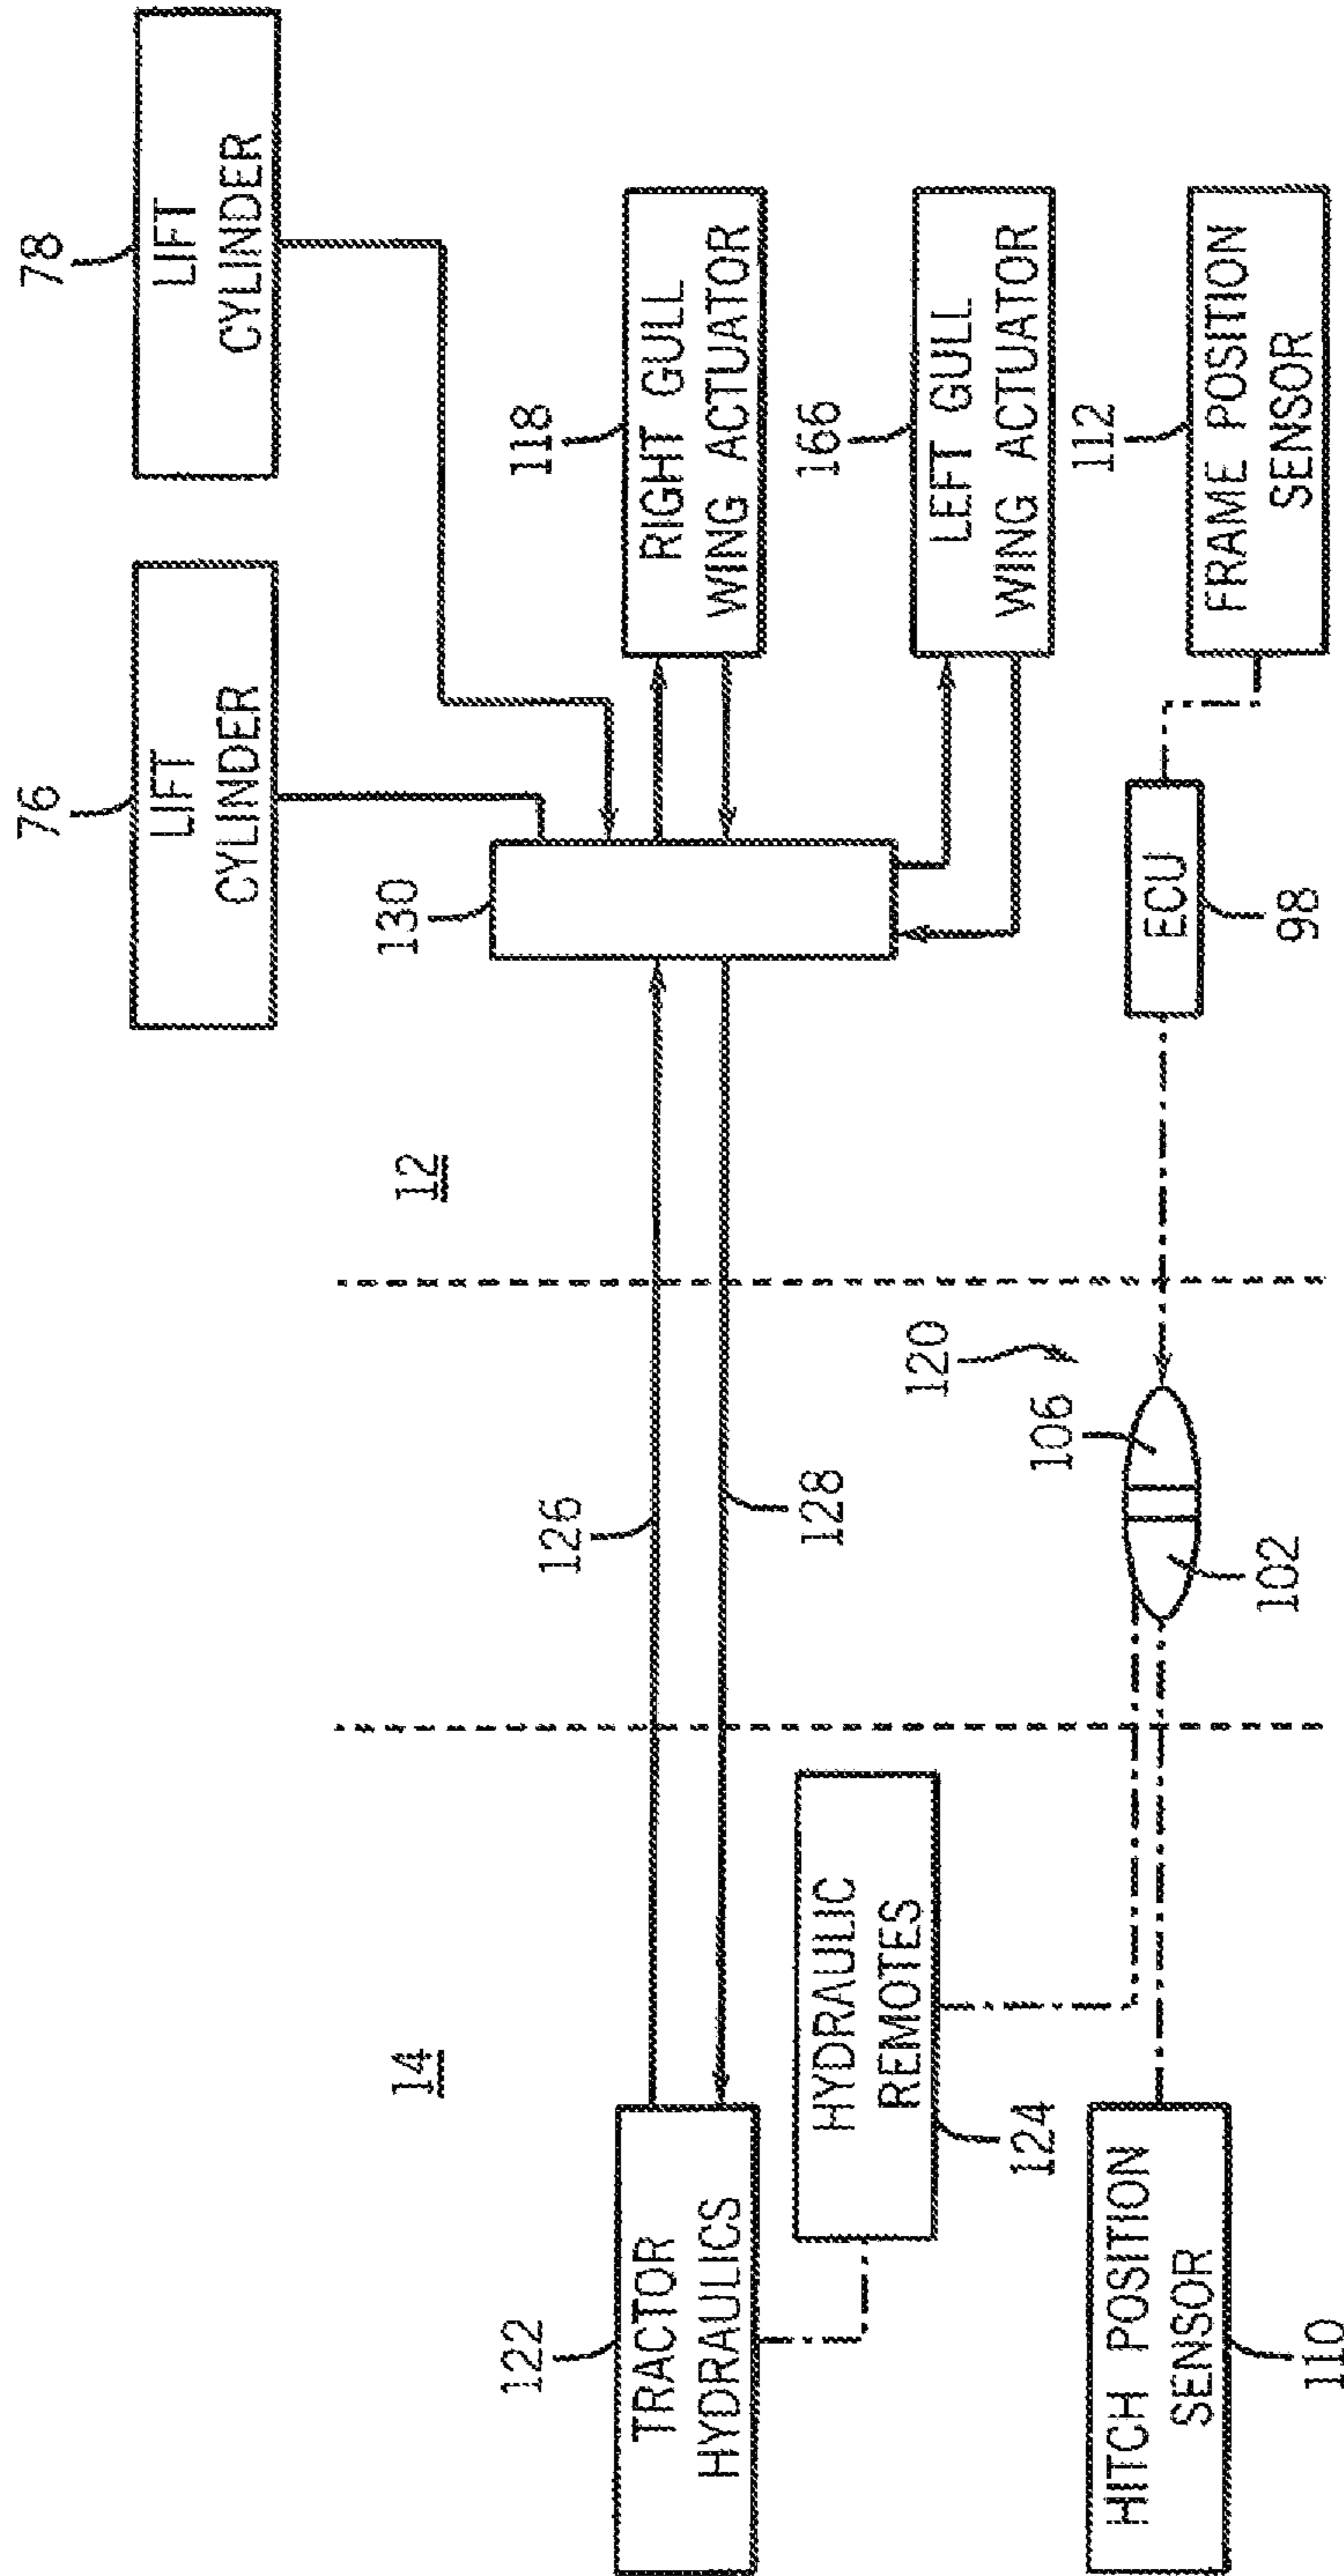 78
LIFT
CYLINDER
76
LIFT
CYLINDER
130
118
RIGHT GULL
WING ACTUATOR
166
LEFT GULL
WING ACTUATOR
112
FRAME POSITION
SENSOR
ECU
98
12
120
106
102
126
128
14
122
TRACTOR
HYDRAULICS
HYDRAULIC
REMOTES
124
HITCH POSITION
SENSOR
110